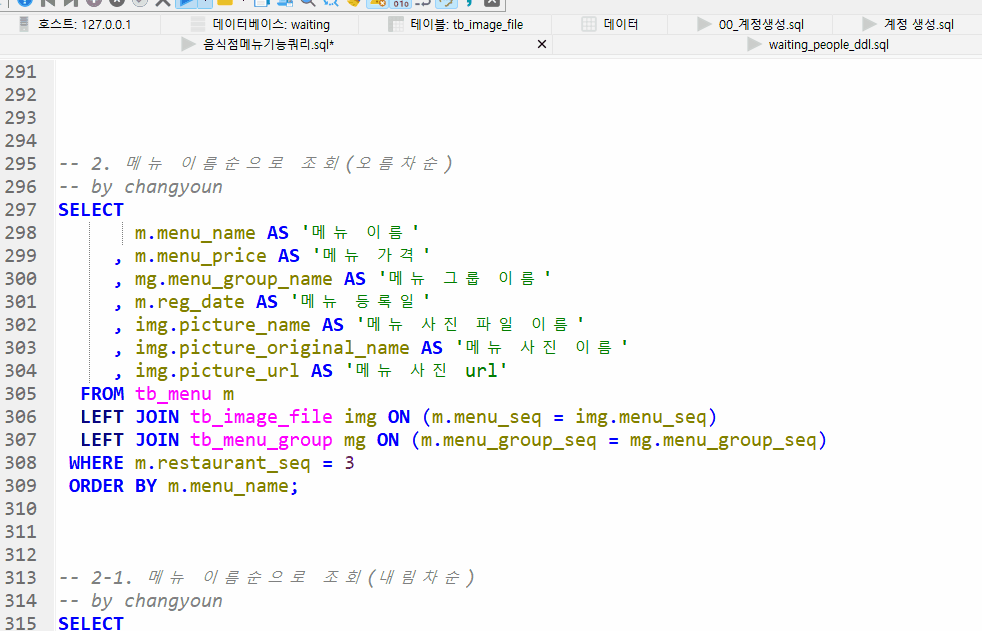 호스트: 127.0.0.1
데이터베이스: waiting
테이블: tb_image_file
데이터
00_계정생성.sql
계정 생성.sql
음식점메뉴기능쿼리.sql*
waiting_people_ddl.sql
291
292
293
294
295 -- 2. 메뉴 이름순으로 조회(오름차순)
296 -- by changyoun
297 SELECT
298 m.menu_name AS '메뉴 이름'
299 , m.menu_price AS '메뉴 가격'
300 , mg.menu_group_name AS '메뉴 그룹 이름'
301 , m.reg_date AS '메뉴 등록일'
302 , img.picture_name AS '메뉴 사진 파일 이름'
303 , img.picture_original_name AS '메뉴 사진 이름'
304 , img.picture_url AS '메뉴 사진 url'
305 FROM tb_menu m
306 LEFT JOIN tb_image_file img ON (m.menu_seq = img.menu_seq)
307 LEFT JOIN tb_menu_group mg ON (m.menu_group_seq = mg.menu_group_seq)
308 WHERE m.restaurant_seq = 3
309 ORDER BY m.menu_name;
310
311
312
313 -- 2-1. 메뉴 이름순으로 조회(내림차순)
314 -- by changyoun
315 SELECT